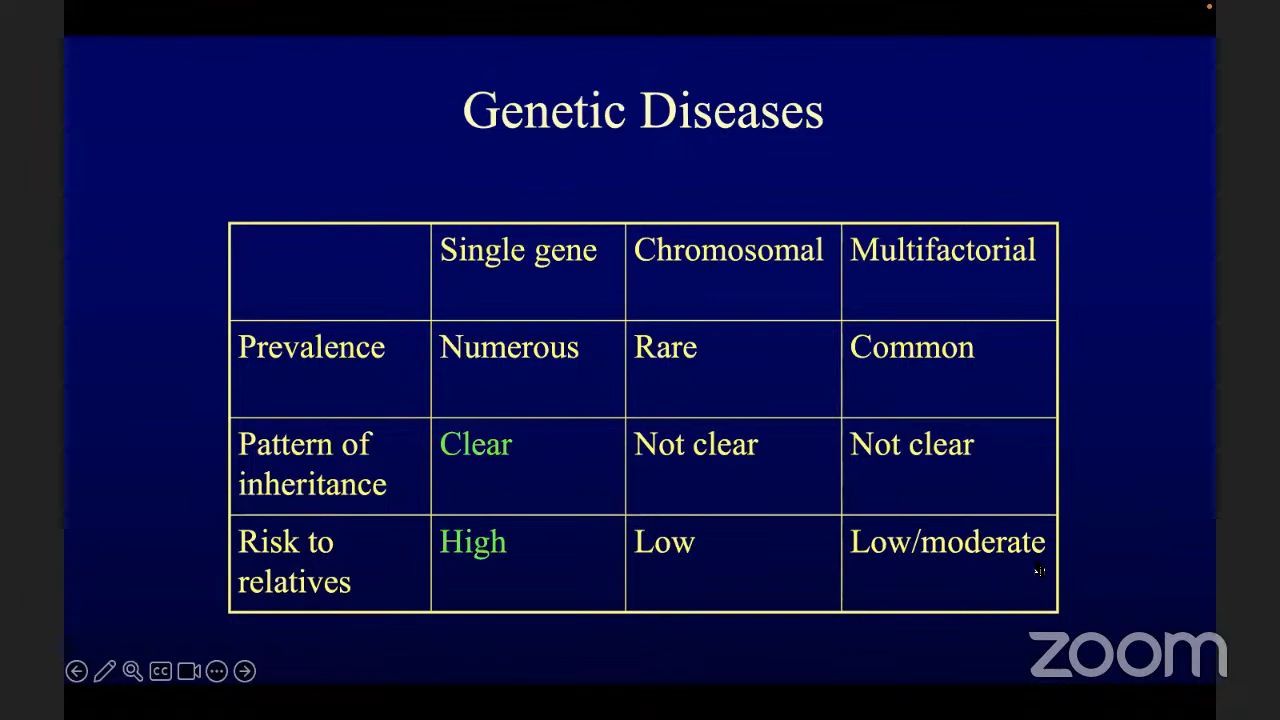 Genetic Diseases
Single gene Chromosomal Multifactorial
Prevalence Numerous Rare Common
Pattern of Clear Not clear Not clear
inheritance
Risk to High Low Low/moderate
relatives
CC
zoom